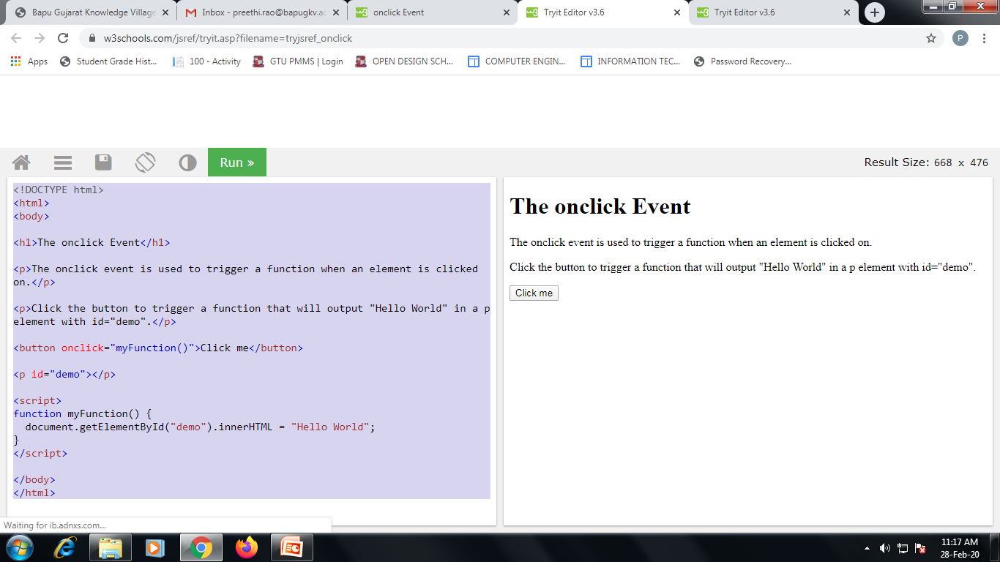 Bapu Gujarat Knowledge Village
Inbox - preethi.rao@bapugkv.ac
onclick Event
Tryit Editor v3.6
Tryit Editor v3.6
w3schools.com/jsref/tryit.asp?filename=tryjsref_onclick
P
Apps
Student Grade Hist...
100 - Activity
GTU PMMS | Login
OPEN DESIGN SCH...
COMPUTER ENGIN...
INFORMATION TEC...
Password Recovery...
Run »
Result Size: 668 x 476
<!DOCTYPE html>
<html>
<body>
<h1>The onclick Event</h1>
<p>The onclick event is used to trigger a function when an element is clicked
on.</p>
<p>Click the button to trigger a function that will output "Hello World" in a p
element with id="demo".</p>
<button onclick="myFunction()">Click me</button>
<p id="demo"></p>
<script>
function myFunction() {
  document.getElementById("demo").innerHTML = "Hello World";
}
</script>
</body>
</html>
The onclick Event
The onclick event is used to trigger a function when an element is clicked on.
Click the button to trigger a function that will output "Hello World" in a p element with id="demo".
Click me
Waiting for ib.adnxs.com...
11:17 AM
28-Feb-20